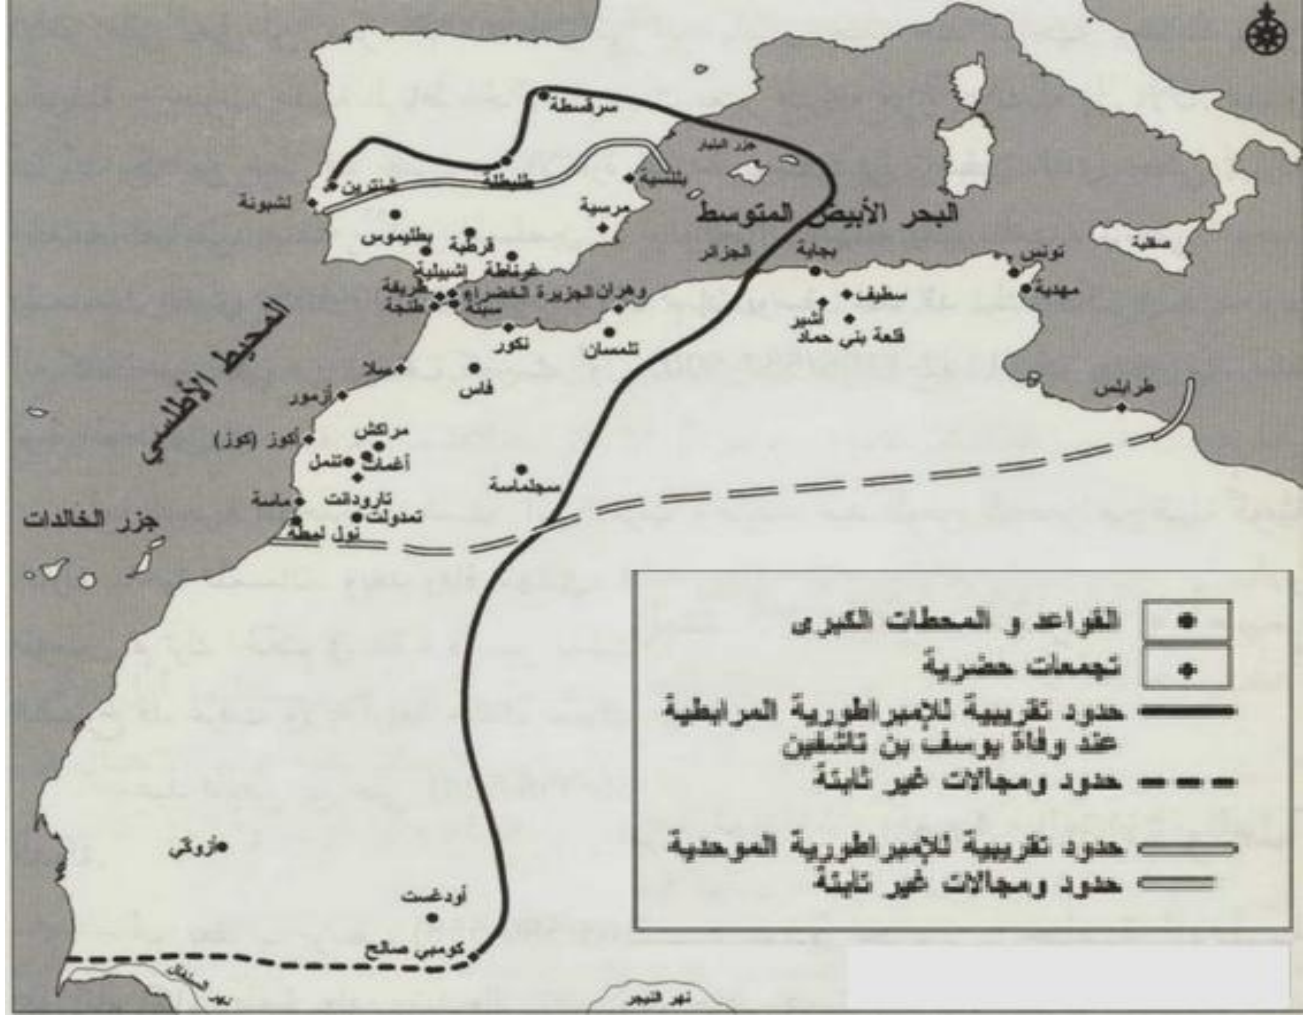 سرقسطة
جزر البليار
طليطلة
شنترين
بلنسية
لشبونة
مرسية
البحر الأبيض المتوسط
بطليموس
قرطبة
صقلية
اشبيلية
غرناطة
الجزائر
بجاية
تونس
طريفة
الجزيرة الخضراء
وهران
سطيف
مهدية
طنجة
سبتة
أشير
قلعة بني حماد
نكور
تلمسان
المحيط الأطلسي
سلا
فاس
طرابلس
أزمور
مراكش
أكوز (كوز)
أغمات
تنمل
سجلماسة
ماسة
تارودانت
جزر الخالدات
تمدولت
نول لمطة
القواعد و المحطات الكبرى
تجمعات حضرية
حدود تقريبية للإمبراطورية المرابطية
عند وفاة يوسف بن تاشفين
حدود ومجالات غير ثابتة
حدود تقريبية للإمبراطورية الموحدية
حدود ومجالات غير ثابتة
أزوكي
أودغست
كومبي صالح
نهر السنغال
نهر النيجر